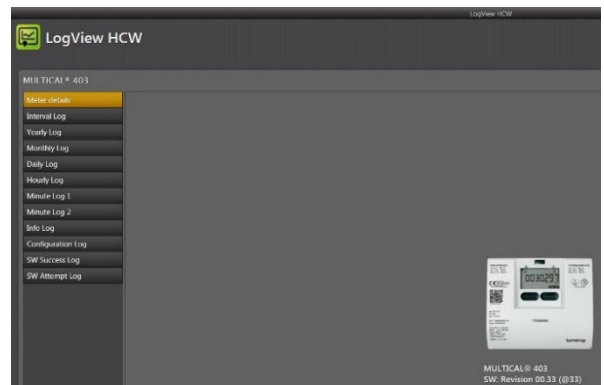 LogView HCW
LogView HCW
MULTICAL® 403
Meter details
Interval Log
Yearly Log
Monthly Log
Daily Log
Hourly Log
Minute Log 1
Minute Log 2
Info Log
Configuration Log
SW Success Log
SW Attempt Log
0030297
kamstrup
MULTICAL® 403
SW: Revision 00.33 (@33)